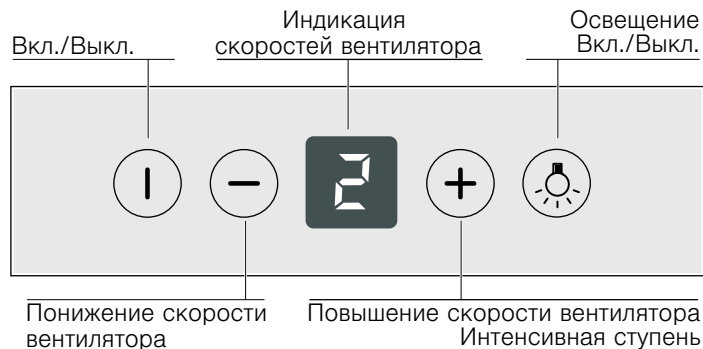 Индикация
скоростей вентилятора
Освещение
Вкл./Выкл.
Вкл./Выкл.
2
Понижение скорости
вентилятора
Повышение скорости вентилятора
Интенсивная ступень